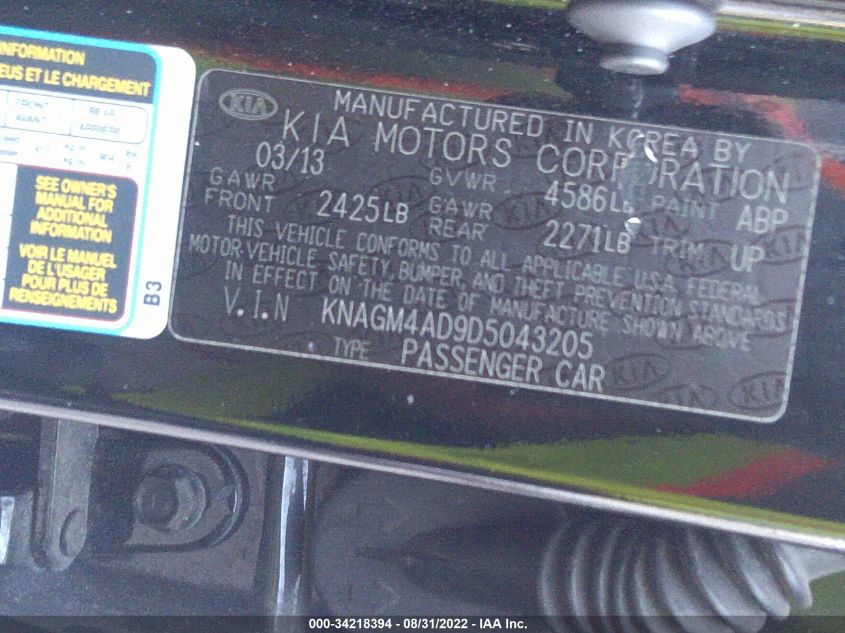 INFORMATION
EUS ET LE CHARGEMENT
FRONT
AVANT
REAR
ARRIERE
SEE OWNER'S
MANUAL FOR
ADDITIONAL
INFORMATION
VOIR LE MANUEL
DE L'USAGER
POUR PLUS DE
RENSEIGNEMENTS
B3
KIA
MANUFACTURED IN KOREA BY
KIA MOTORS CORPORATION
03/13 GVWR 4586LB PAINT ABP
GAWR FRONT 2425LB GAWR REAR 2271LB TRIM UP
THIS VEHICLE CONFORMS TO ALL APPLICABLE U.S.A. FEDERAL
MOTOR-VEHICLE SAFETY, BUMPER, AND THEFT PREVENTION STANDARDS
IN EFFECT ON THE DATE OF MANUFACTURE SHOWN ABOVE
V.I.N KNAGM4AD9D5043205
TYPE PASSENGER CAR
000-34218394 - 08/31/2022 - IAA Inc.